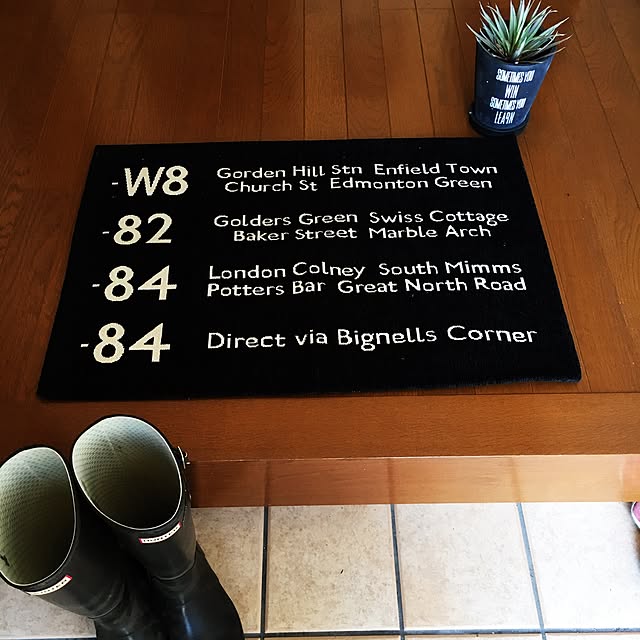 SOMETIMES YOU
WIN
SOMETIMES YOU
LEARN
-W8 Gorden Hill Stn Enfield Town
Church St Edmonton Green
-82 Golders Green Swiss Cottage
Baker Street Marble Arch
-84 London Colney South Mimms
Potters Bar Great North Road
-84 Direct via Bignells Corner
HUNTER
HUNTER